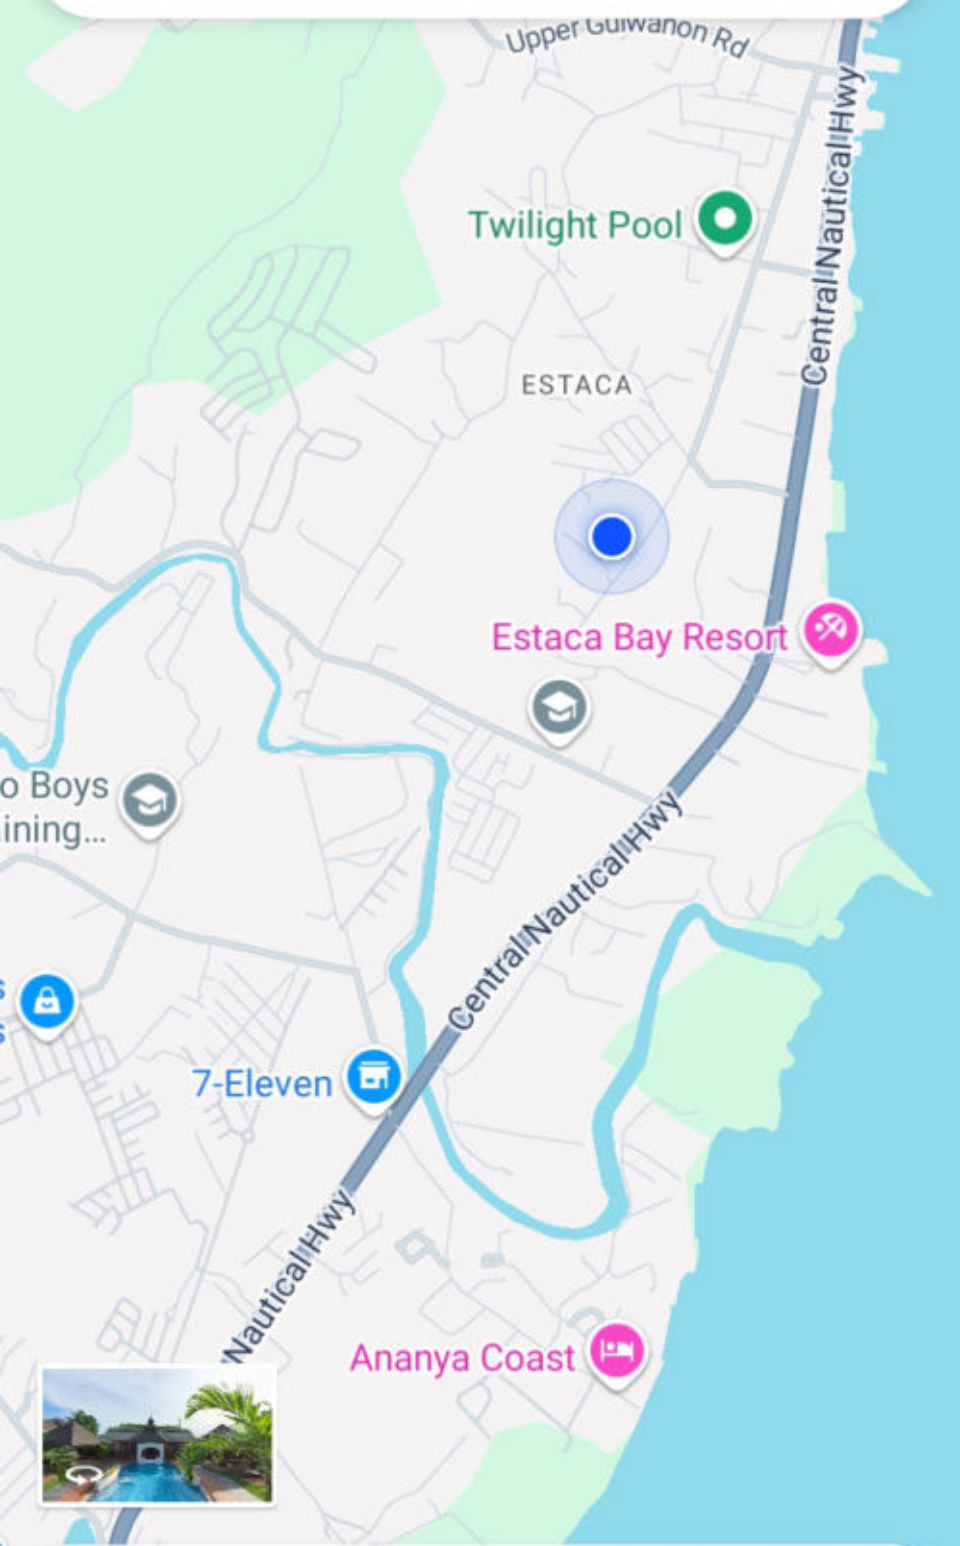 Upper Guiwanon Rd
Central Nautical Hwy
Twilight Pool
ESTACA
Estaca Bay Resort
o Boys
ining...
Central Nautical Hwy
s
s
7-Eleven
Nautical Hwy
Ananya Coast